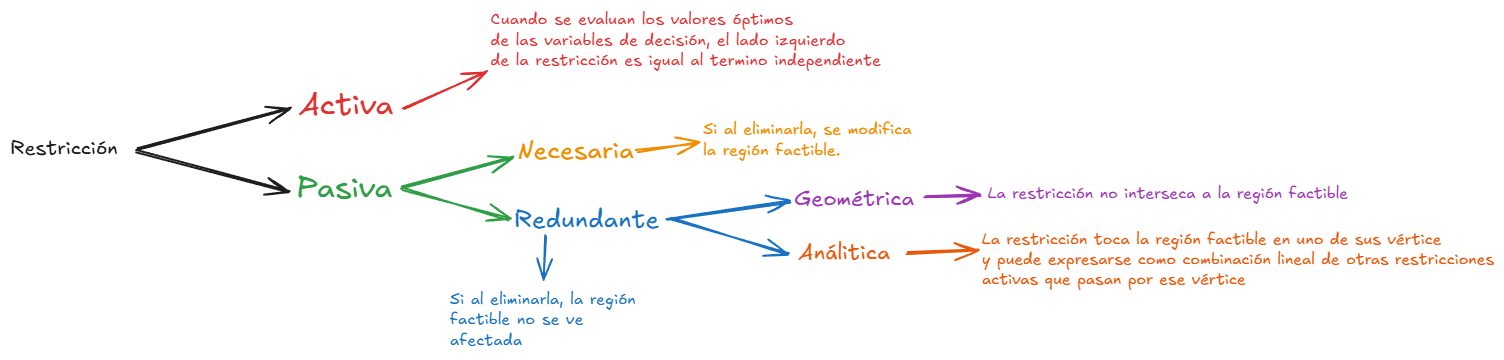 Cuando se evaluan los valores óptimos
de las variables de decisión, el lado izquierdo
de la restricción es igual al termino independiente
Activa
Restricción
Pasiva
Necesaria
Si al eliminarla, se modifica
la región factible.
Redundante
Si al eliminarla, la región
factible no se ve
afectada
Geométrica
La restricción no interseca a la región factible
Análitica
La restricción toca la región factible en uno de sus vértice
y puede expresarse como combinación lineal de otras restricciones
activas que pasan por ese vértice